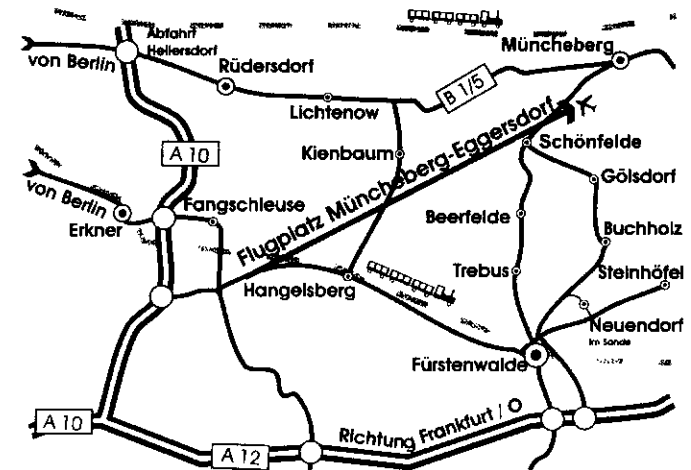 Abfahrt
Hellersdorf
Müncheberg
von Berlin
Rüdersdorf
B 1/5
Lichtenow
A 10
Kienbaum
Flugplatz Müncheberg-Eggersdorf
Schönfelde
Gölsdorf
von Berlin
Fangschleuse
Erkner
Beerfelde
Buchholz
Trebus
Steinhöfel
Hangelsberg
Neuendorf
im Sande
Fürstenwalde
A 10
Richtung Frankfurt / O
A 12